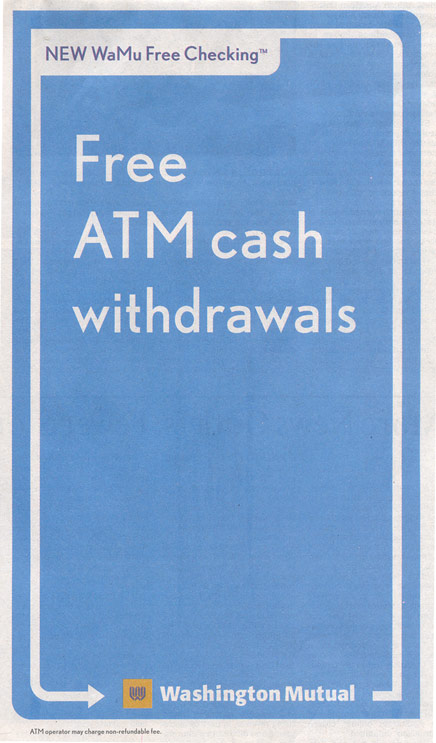 NEW WaMu Free Checking™
Free
ATM cash
withdrawals
Washington Mutual
ATM operator may charge non-refundable fee.